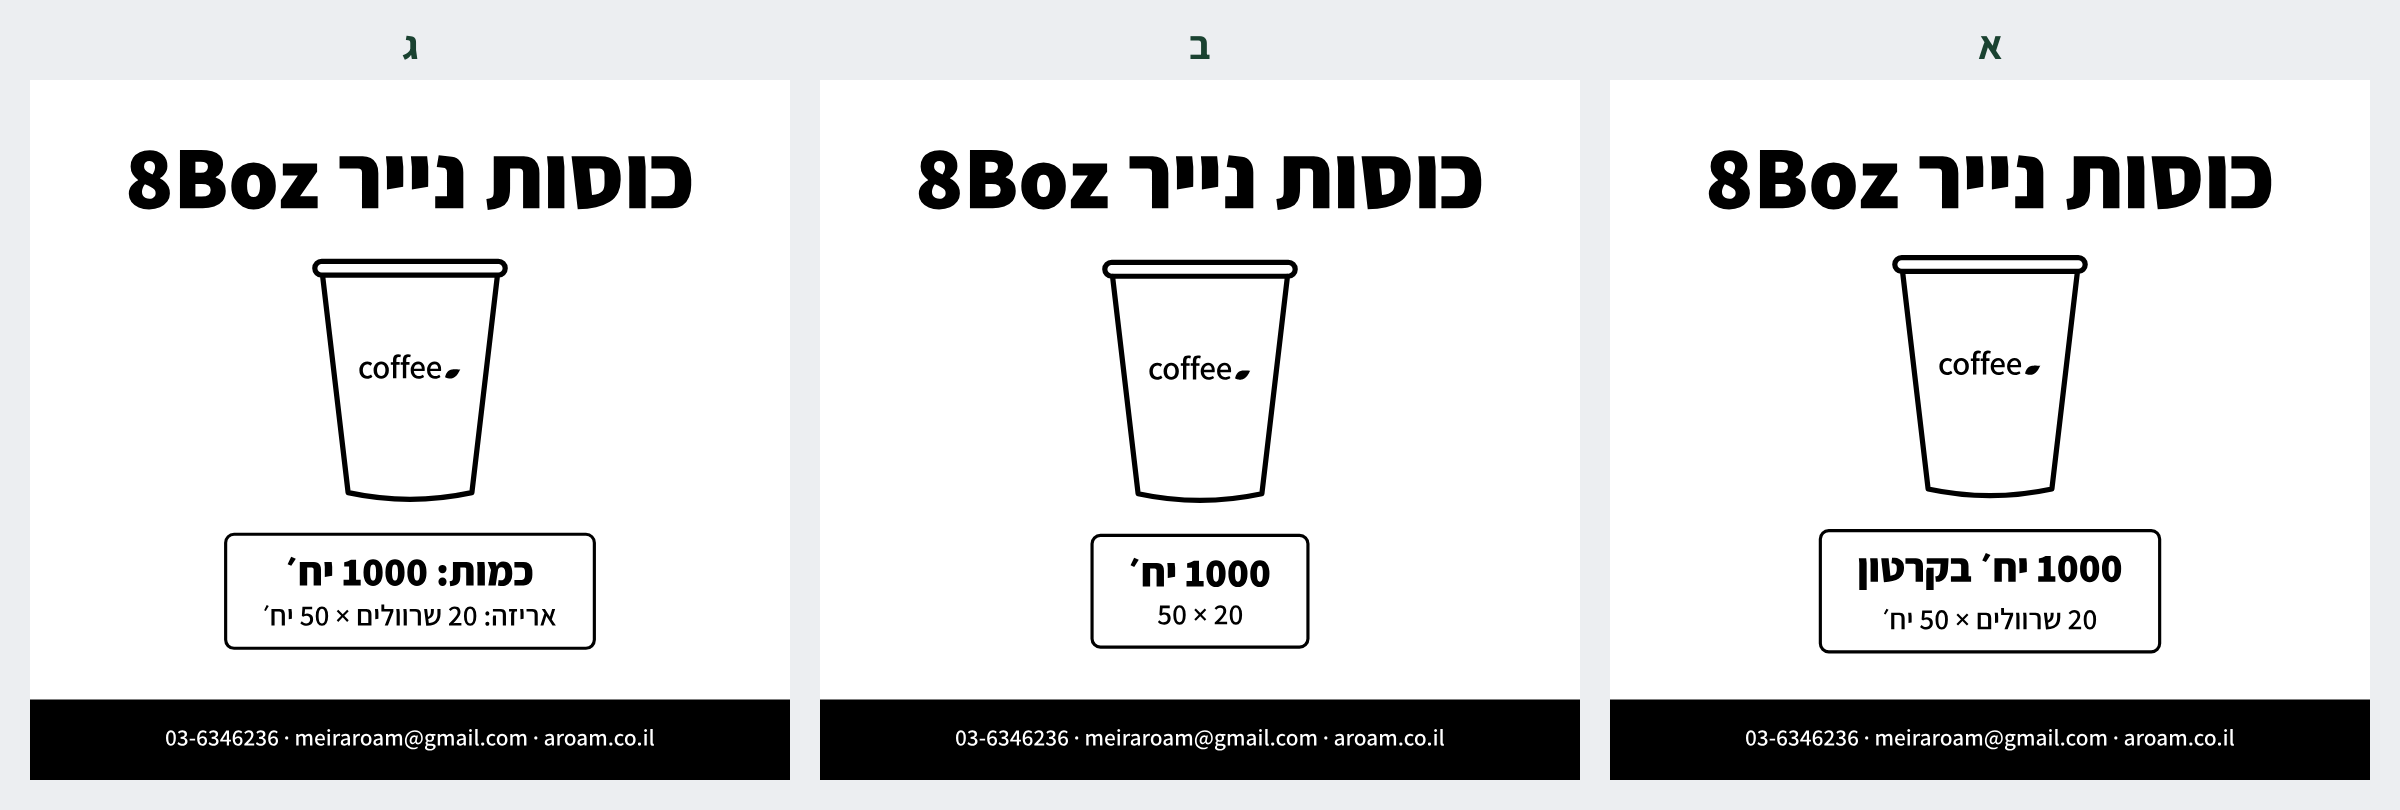 א
כוסות נייר 8Boz
coffee
1000 יח׳ בקרטון
20 שרוולים × 50 יח׳
03-6346236 · meiraroam@gmail.com · aroam.co.il
ב
כוסות נייר 8Boz
coffee
1000 יח׳
50 × 20
03-6346236 · meiraroam@gmail.com · aroam.co.il
ג
כוסות נייר 8Boz
coffee
כמות: 1000 יח׳
אריזה: 20 שרוולים × 50 יח׳
03-6346236 · meiraroam@gmail.com · aroam.co.il